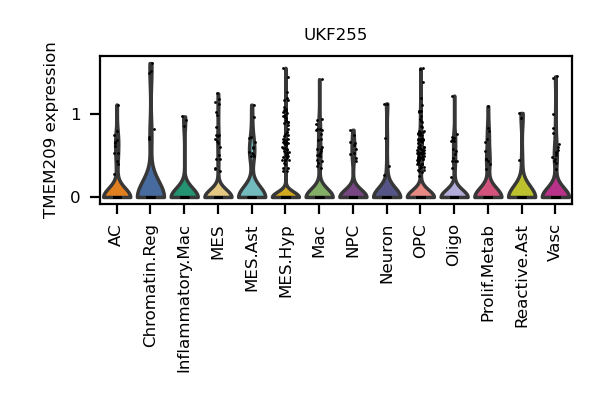 UKF255
TMEM209 expression
1
0
AC
Chromatin.Reg
Inflammatory.Mac
MES
MES.Ast
MES.Hyp
Mac
NPC
Neuron
OPC
Oligo
Prolif.Metab
Reactive.Ast
Vasc